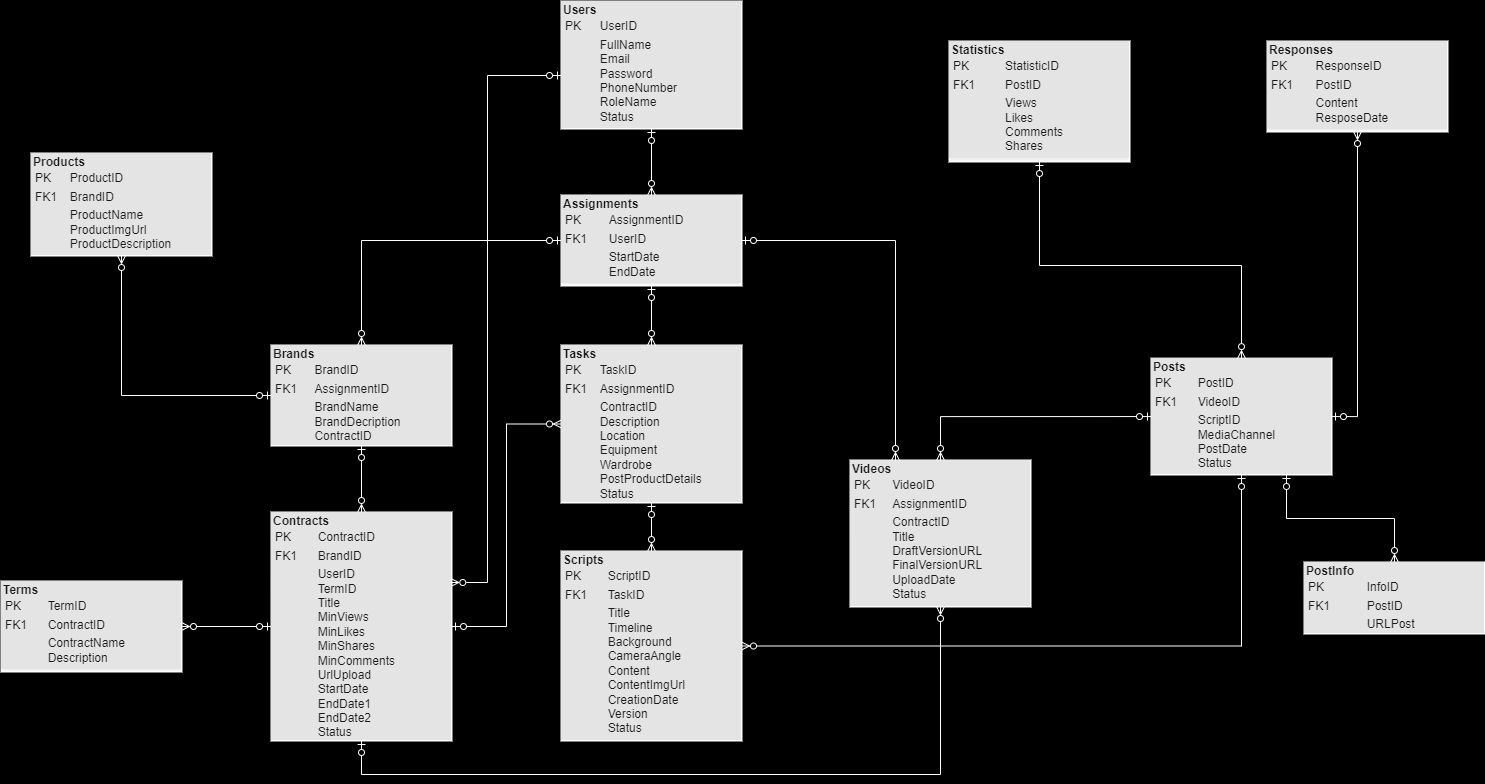 Users
PK UserID
FullName
Email
Password
PhoneNumber
RoleName
Status
Statistics
PK StatisticID
FK1 PostID
Views
Likes
Comments
Shares
Responses
PK ResponseID
FK1 PostID
Content
ResposeDate
Products
PK ProductID
FK1 BrandID
ProductName
ProductImgUrl
ProductDescription
Assignments
PK AssignmentID
FK1 UserID
StartDate
EndDate
Brands
PK BrandID
FK1 AssignmentID
BrandName
BrandDecription
ContractID
Tasks
PK TaskID
FK1 AssignmentID
ContractID
Description
Location
Equipment
Wardrobe
PostProductDetails
Status
Posts
PK PostID
FK1 VideoID
ScriptID
MediaChannel
PostDate
Status
Videos
PK VideoID
FK1 AssignmentID
ContractID
Title
DraftVersionURL
FinalVersionURL
UploadDate
Status
Contracts
PK ContractID
FK1 BrandID
UserID
TermID
Title
MinViews
MinLikes
MinShares
MinComments
UrlUpload
StartDate
EndDate1
EndDate2
Status
Scripts
PK ScriptID
FK1 TaskID
Title
Timeline
Background
CameraAngle
Content
ContentImgUrl
CreationDate
Version
Status
PostInfo
PK InfoID
FK1 PostID
URLPost
Terms
PK TermID
FK1 ContractID
ContractName
Description